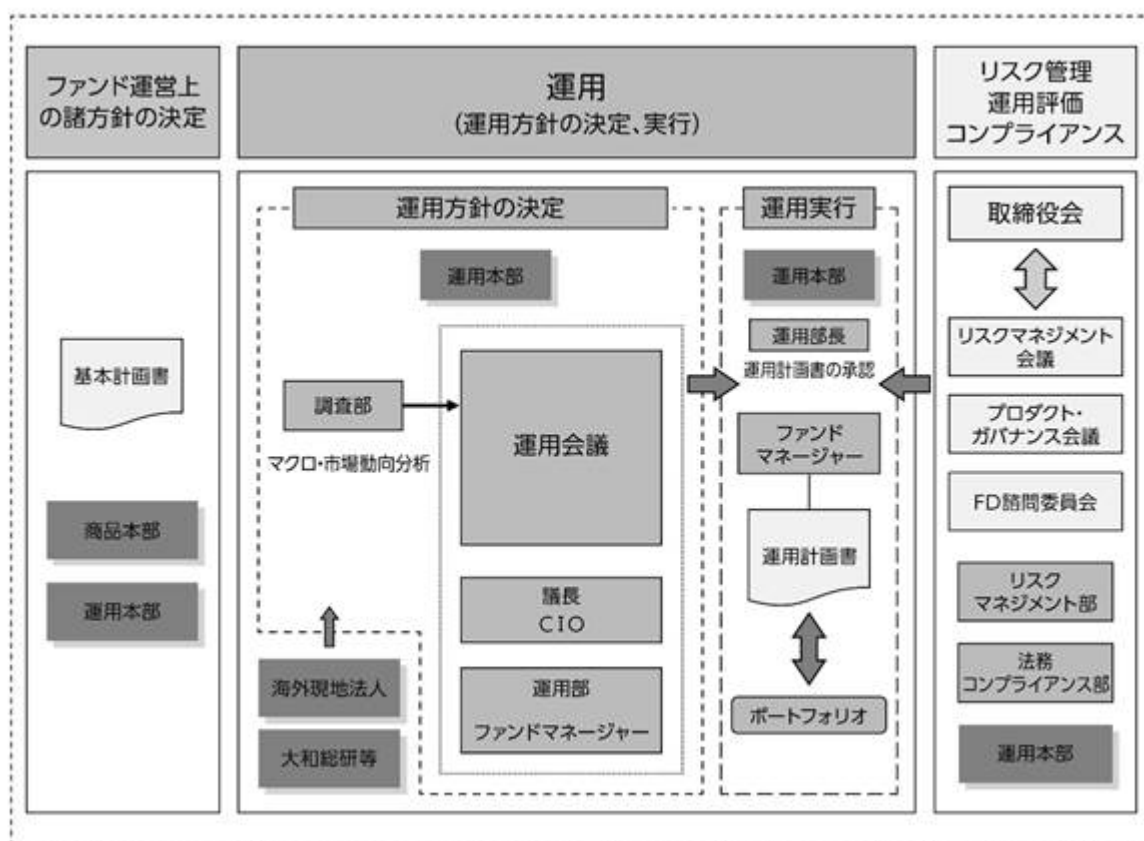 ファンド運営上
の諸方針の決定
運用
(運用方針の決定、実行)
リスク管理
運用評価
コンプライアンス
基本計画書
商品本部
運用本部
運用方針の決定
運用本部
調査部
マクロ・市場動向分析
運用会議
議長
CIO
運用部
ファンドマネージャー
海外現地法人
大和総研等
運用実行
運用本部
運用部長
運用計画書の承認
ファンド
マネージャー
運用計画書
ポートフォリオ
取締役会
リスクマネジメント
会議
プロダクト・
ガバナンス会議
FD諮問委員会
リスク
マネジメント部
法務
コンプライアンス部
運用本部